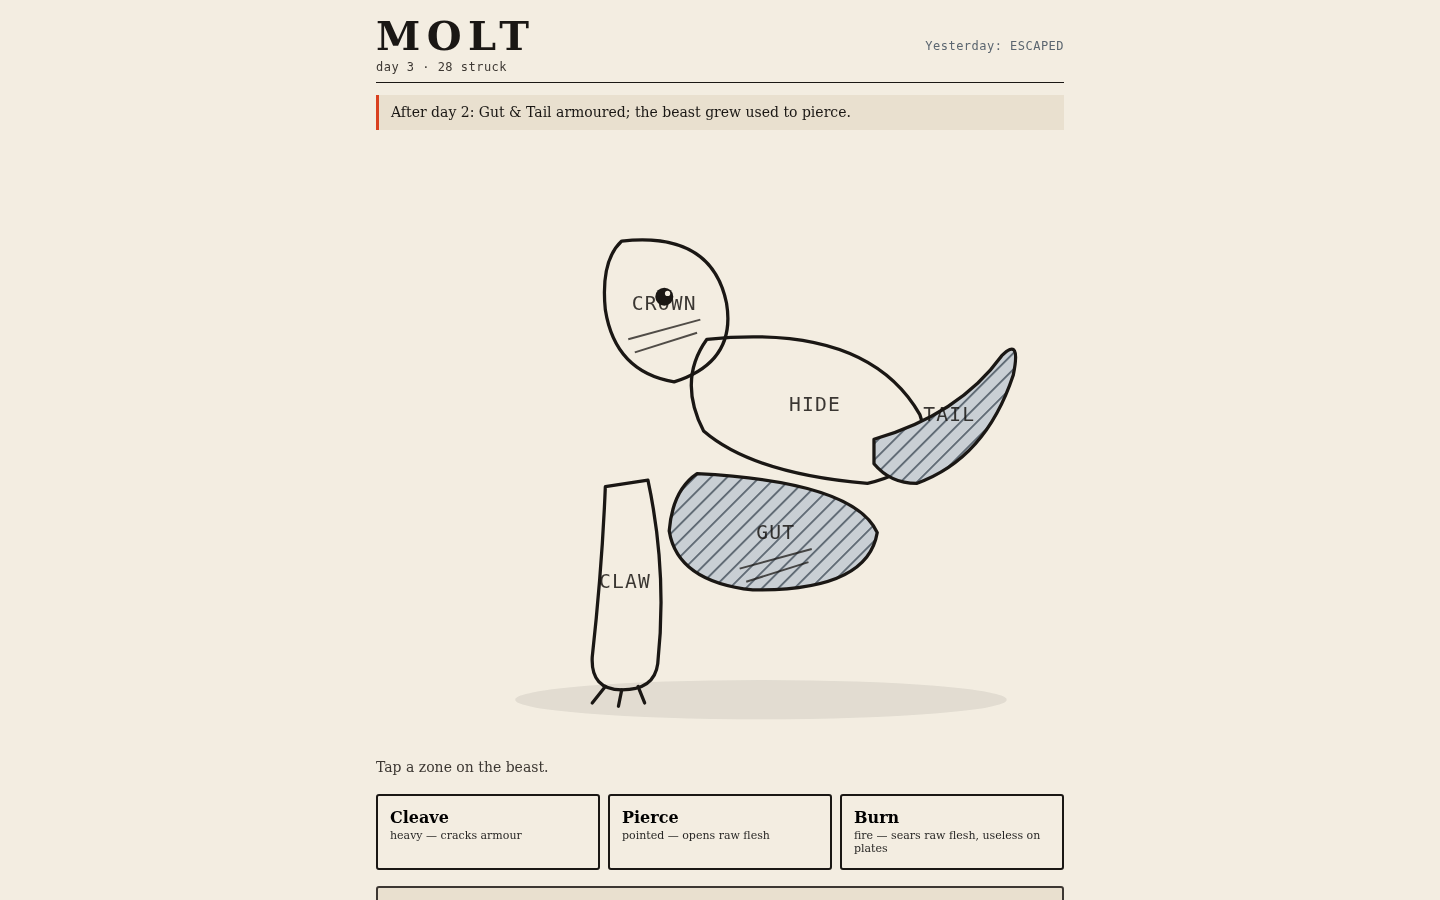 MOLT
Yesterday: ESCAPED
day 3 · 28 struck
After day 2: Gut & Tail armoured; the beast grew used to pierce.
CROWN
HIDE
TAIL
GUT
CLAW
Tap a zone on the beast.
Cleave
heavy — cracks armour
Pierce
pointed — opens raw flesh
Burn
fire — sears raw flesh, useless on
plates